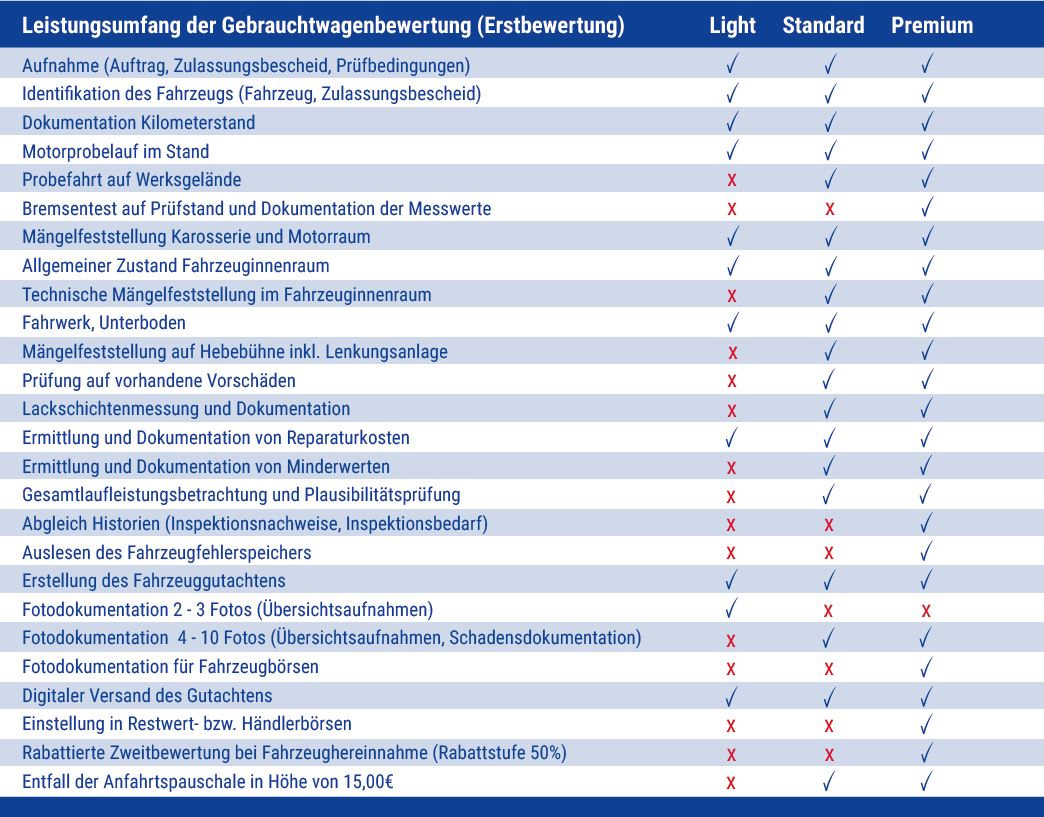 Leistungsumfang der Gebrauchtwagenbewertung (Erstbewertung) Light Standard Premium
Aufnahme (Auftrag, Zulassungsbescheid, Prüfbedingungen) ✓ ✓ ✓
Identifikation des Fahrzeugs (Fahrzeug, Zulassungsbescheid) ✓ ✓ ✓
Dokumentation Kilometerstand ✓ ✓ ✓
Motorprobelauf im Stand ✓ ✓ ✓
Probefahrt auf Werksgelände x ✓ ✓
Bremsentest auf Prüfstand und Dokumentation der Messwerte x x ✓
Mängelfeststellung Karosserie und Motorraum ✓ ✓ ✓
Allgemeiner Zustand Fahrzeuginnenraum ✓ ✓ ✓
Technische Mängelfeststellung im Fahrzeuginnenraum x ✓ ✓
Fahrwerk, Unterboden ✓ ✓ ✓
Mängelfeststellung auf Hebebühne inkl. Lenkungsanlage x ✓ ✓
Prüfung auf vorhandene Vorschäden x ✓ ✓
Lackschichtenmessung und Dokumentation x ✓ ✓
Ermittlung und Dokumentation von Reparaturkosten ✓ ✓ ✓
Ermittlung und Dokumentation von Minderwerten x ✓ ✓
Gesamtlaufleistungsbetrachtung und Plausibilitätsprüfung x ✓ ✓
Abgleich Historien (Inspektionsnachweise, Inspektionsbedarf) x x ✓
Auslesen des Fahrzeugfehlerspeichers x x ✓
Erstellung des Fahrzeuggutachtens ✓ ✓ ✓
Fotodokumentation 2 - 3 Fotos (Übersichtsaufnahmen) ✓ x x
Fotodokumentation 4 - 10 Fotos (Übersichtsaufnahmen, Schadensdokumentation) x ✓ ✓
Fotodokumentation für Fahrzeugbörsen x x ✓
Digitaler Versand des Gutachtens ✓ ✓ ✓
Einstellung in Restwert- bzw. Händlerbörsen x x ✓
Rabattierte Zweitbewertung bei Fahrzeughereinnahme (Rabattstufe 50%) x x ✓
Entfall der Anfahrtspauschale in Höhe von 15,00€ x ✓ ✓